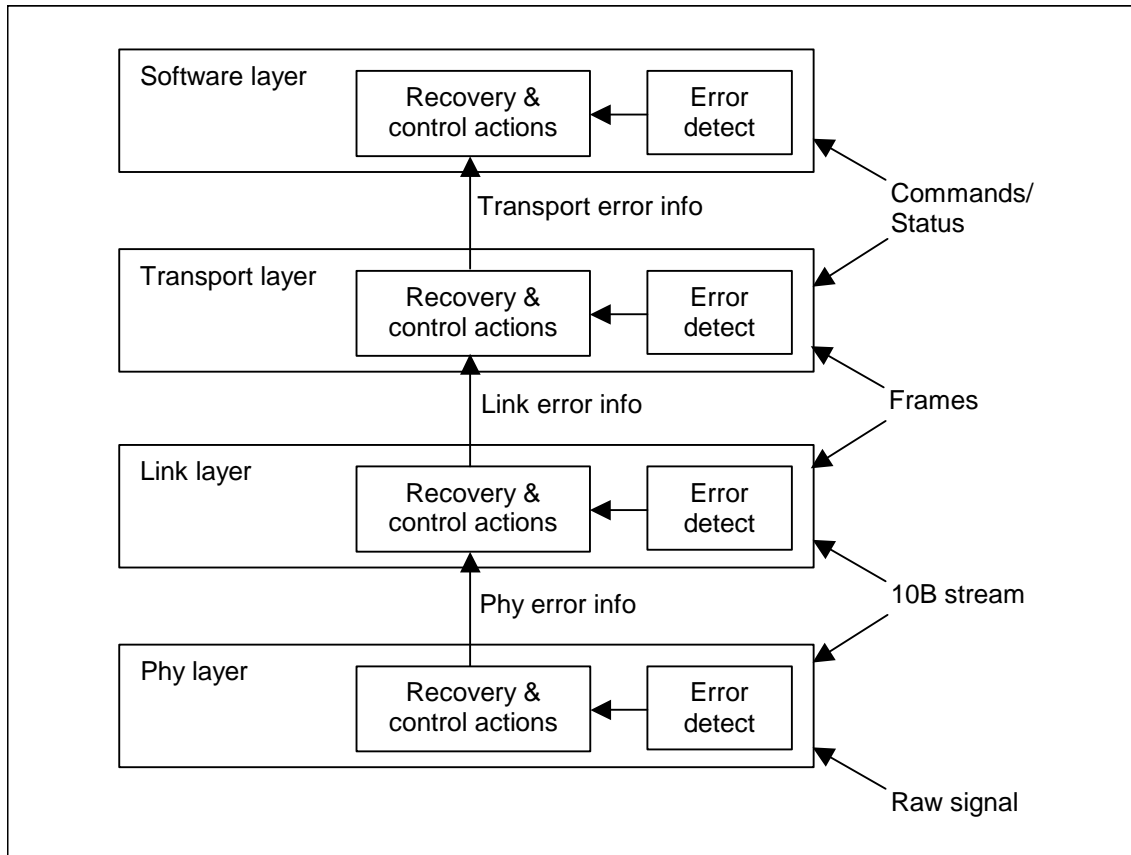 Software layer
Recovery &
control actions
Error
detect
Commands/
Status
Transport error info
Transport layer
Recovery &
control actions
Error
detect
Frames
Link error info
Link layer
Recovery &
control actions
Error
detect
10B stream
Phy error info
Phy layer
Recovery &
control actions
Error
detect
Raw signal